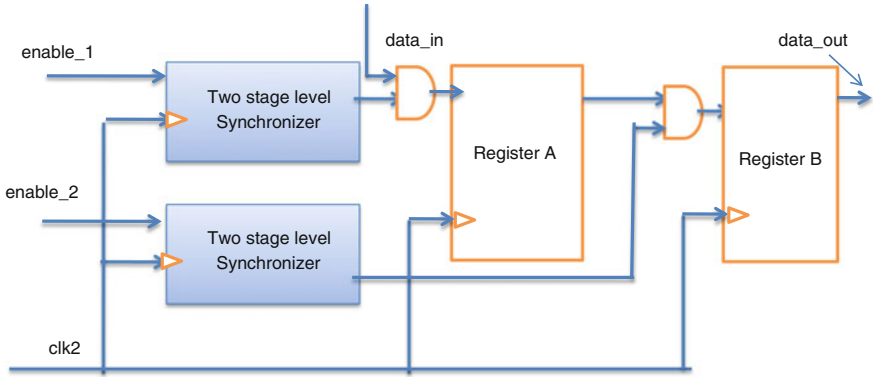 data_in
data_out
enable_1
Two stage level
Synchronizer
Register A
Register B
enable_2
Two stage level
Synchronizer
clk2